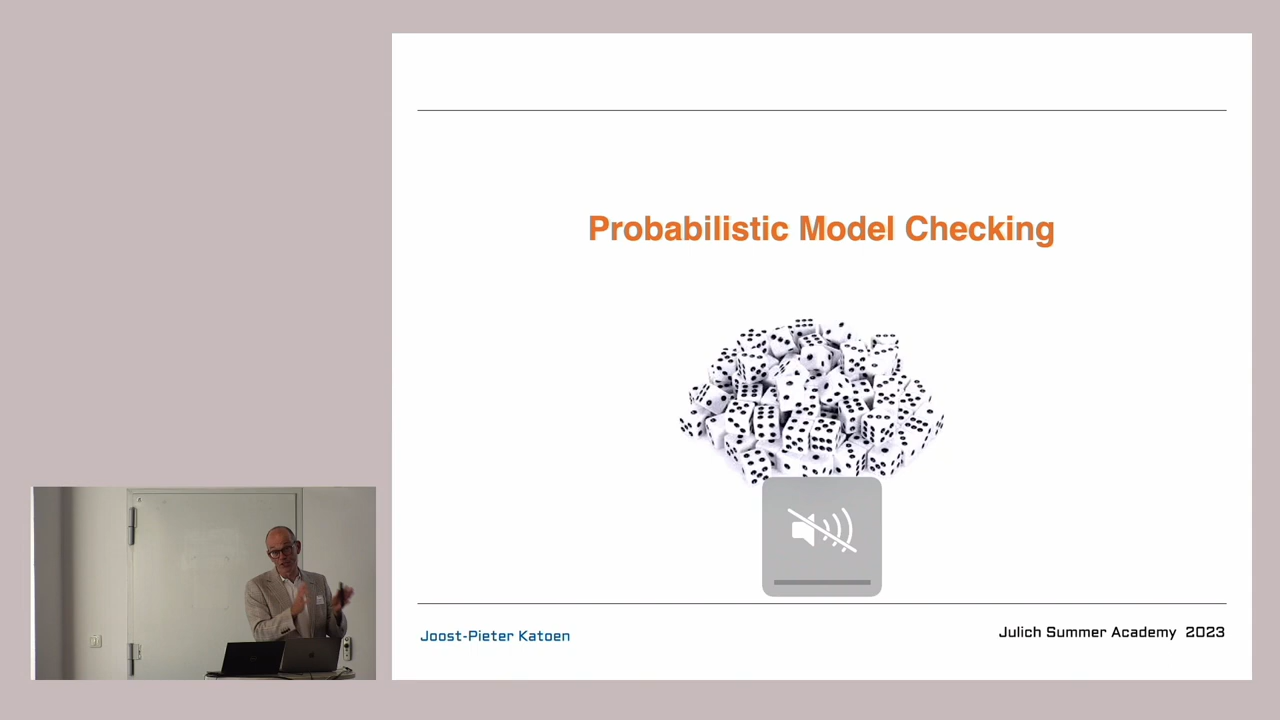 Probabilistic Model Checking
Joost-Pieter Katoen
Julich Summer Academy 2023